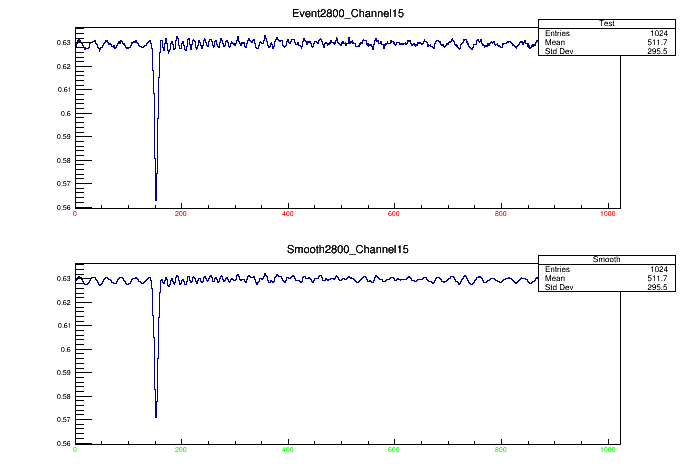 Event2800_Channel15
Test
Entries 1024
Mean 511.7
Std Dev 295.5
0.63
0.62
0.61
0.6
0.59
0.58
0.57
0.56
0 200 400 600 800 1000
Smooth2800_Channel15
Smooth
Entries 1024
Mean 511.7
Std Dev 295.5
0.63
0.62
0.61
0.6
0.59
0.58
0.57
0.56
0 200 400 600 800 1000